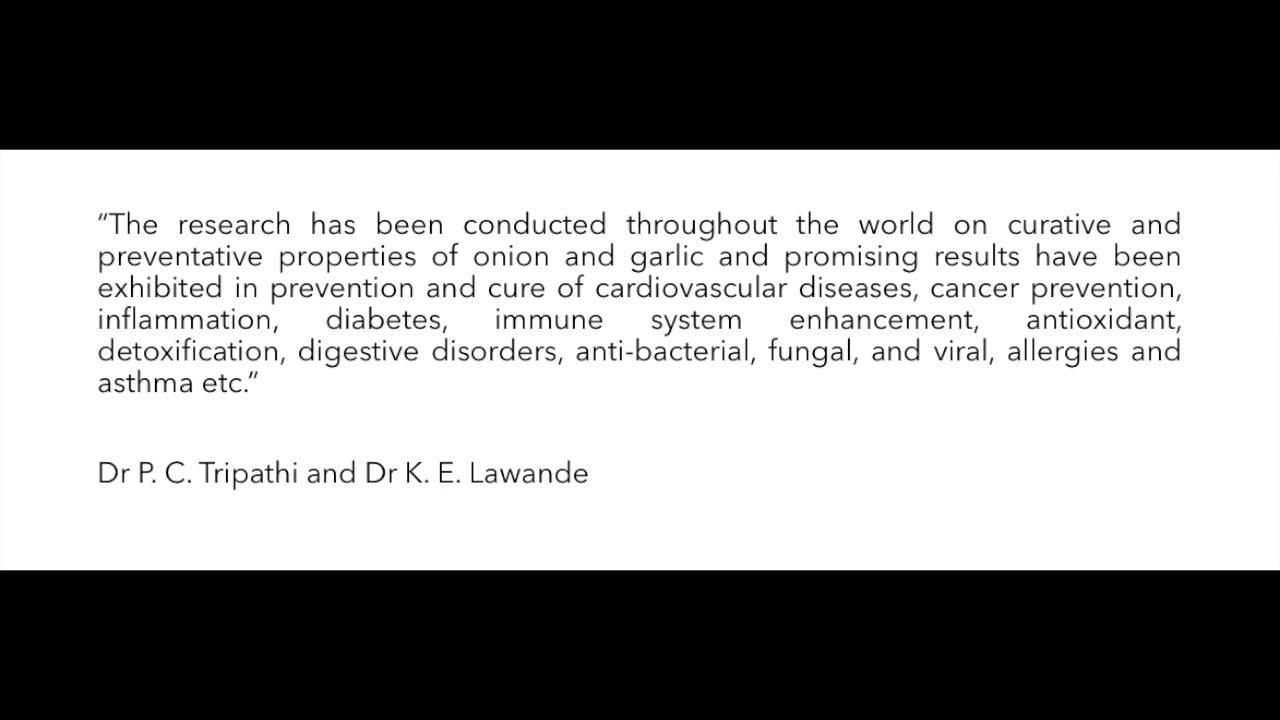 “The research has been conducted throughout the world on curative and
preventative properties of onion and garlic and promising results have been
exhibited in prevention and cure of cardiovascular diseases, cancer prevention,
inflammation, diabetes, immune system enhancement, antioxidant,
detoxification, digestive disorders, anti-bacterial, fungal, and viral, allergies and
asthma etc.”
Dr P. C. Tripathi and Dr K. E. Lawande